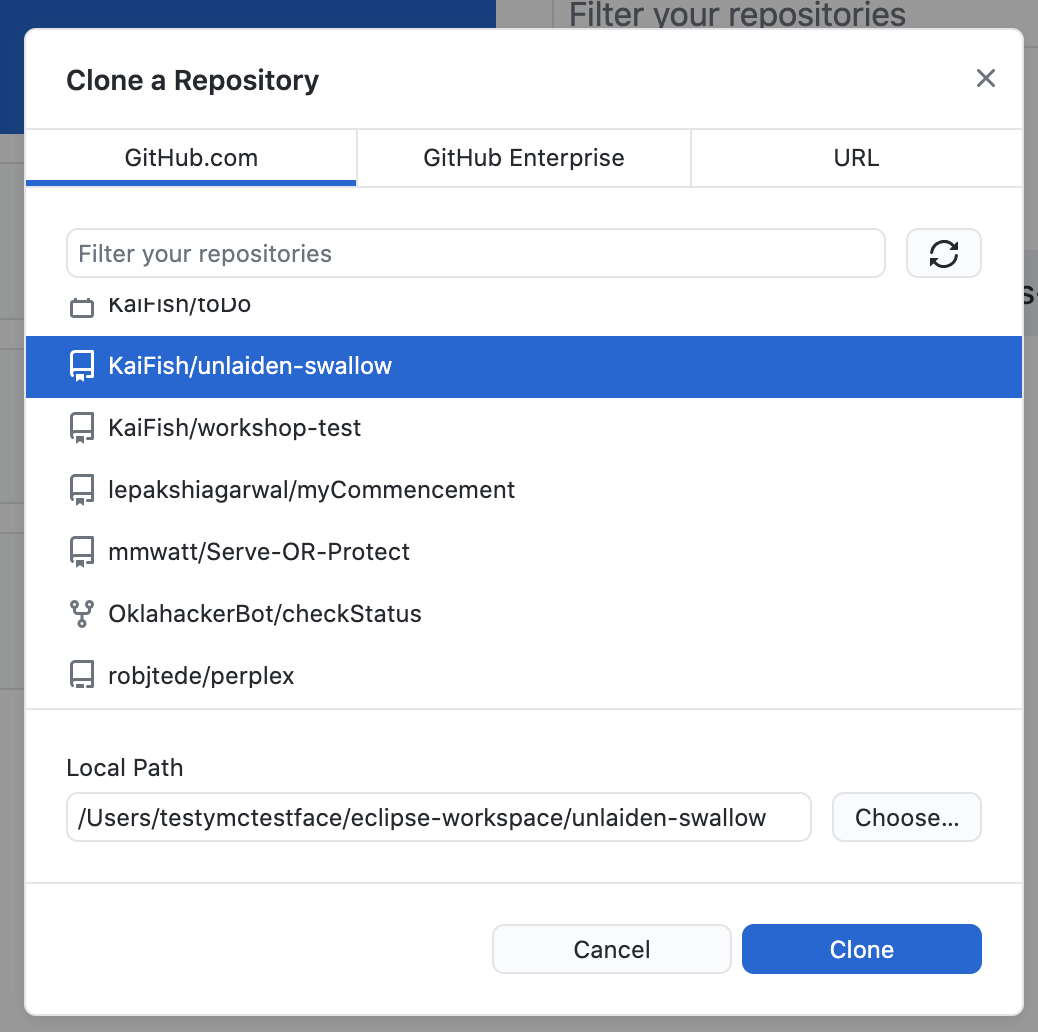 Filter your repositories
Clone a Repository
GitHub.com
GitHub Enterprise
URL
Filter your repositories
KaiFish/toDo
KaiFish/unlaiden-swallow
KaiFish/workshop-test
lepakshiagarwal/myCommencement
mmwatt/Serve-OR-Protect
OklahackerBot/checkStatus
robjtede/perplex
Local Path
/Users/testymctestface/eclipse-workspace/unlaiden-swallow
Choose...
Cancel
Clone